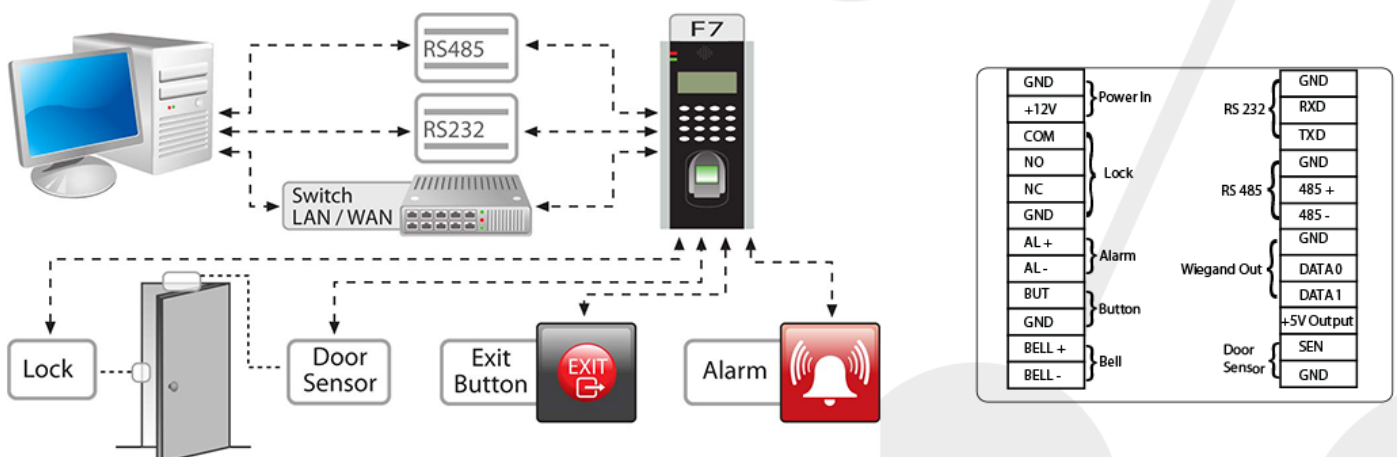 F7
RS485
RS232
Switch
LAN / WAN
Lock
Door
Sensor
Exit
Button
EXIT
Alarm
GND
+12V
Power In
COM
NO
NC
GND
Lock
AL +
AL -
Alarm
BUT
GND
Button
BELL +
BELL -
Bell
RS 232
GND
RXD
TXD
RS 485
GND
485 +
485 -
Wiegand Out
GND
DATA 0
DATA 1
+5V Output
Door
Sensor
SEN
GND